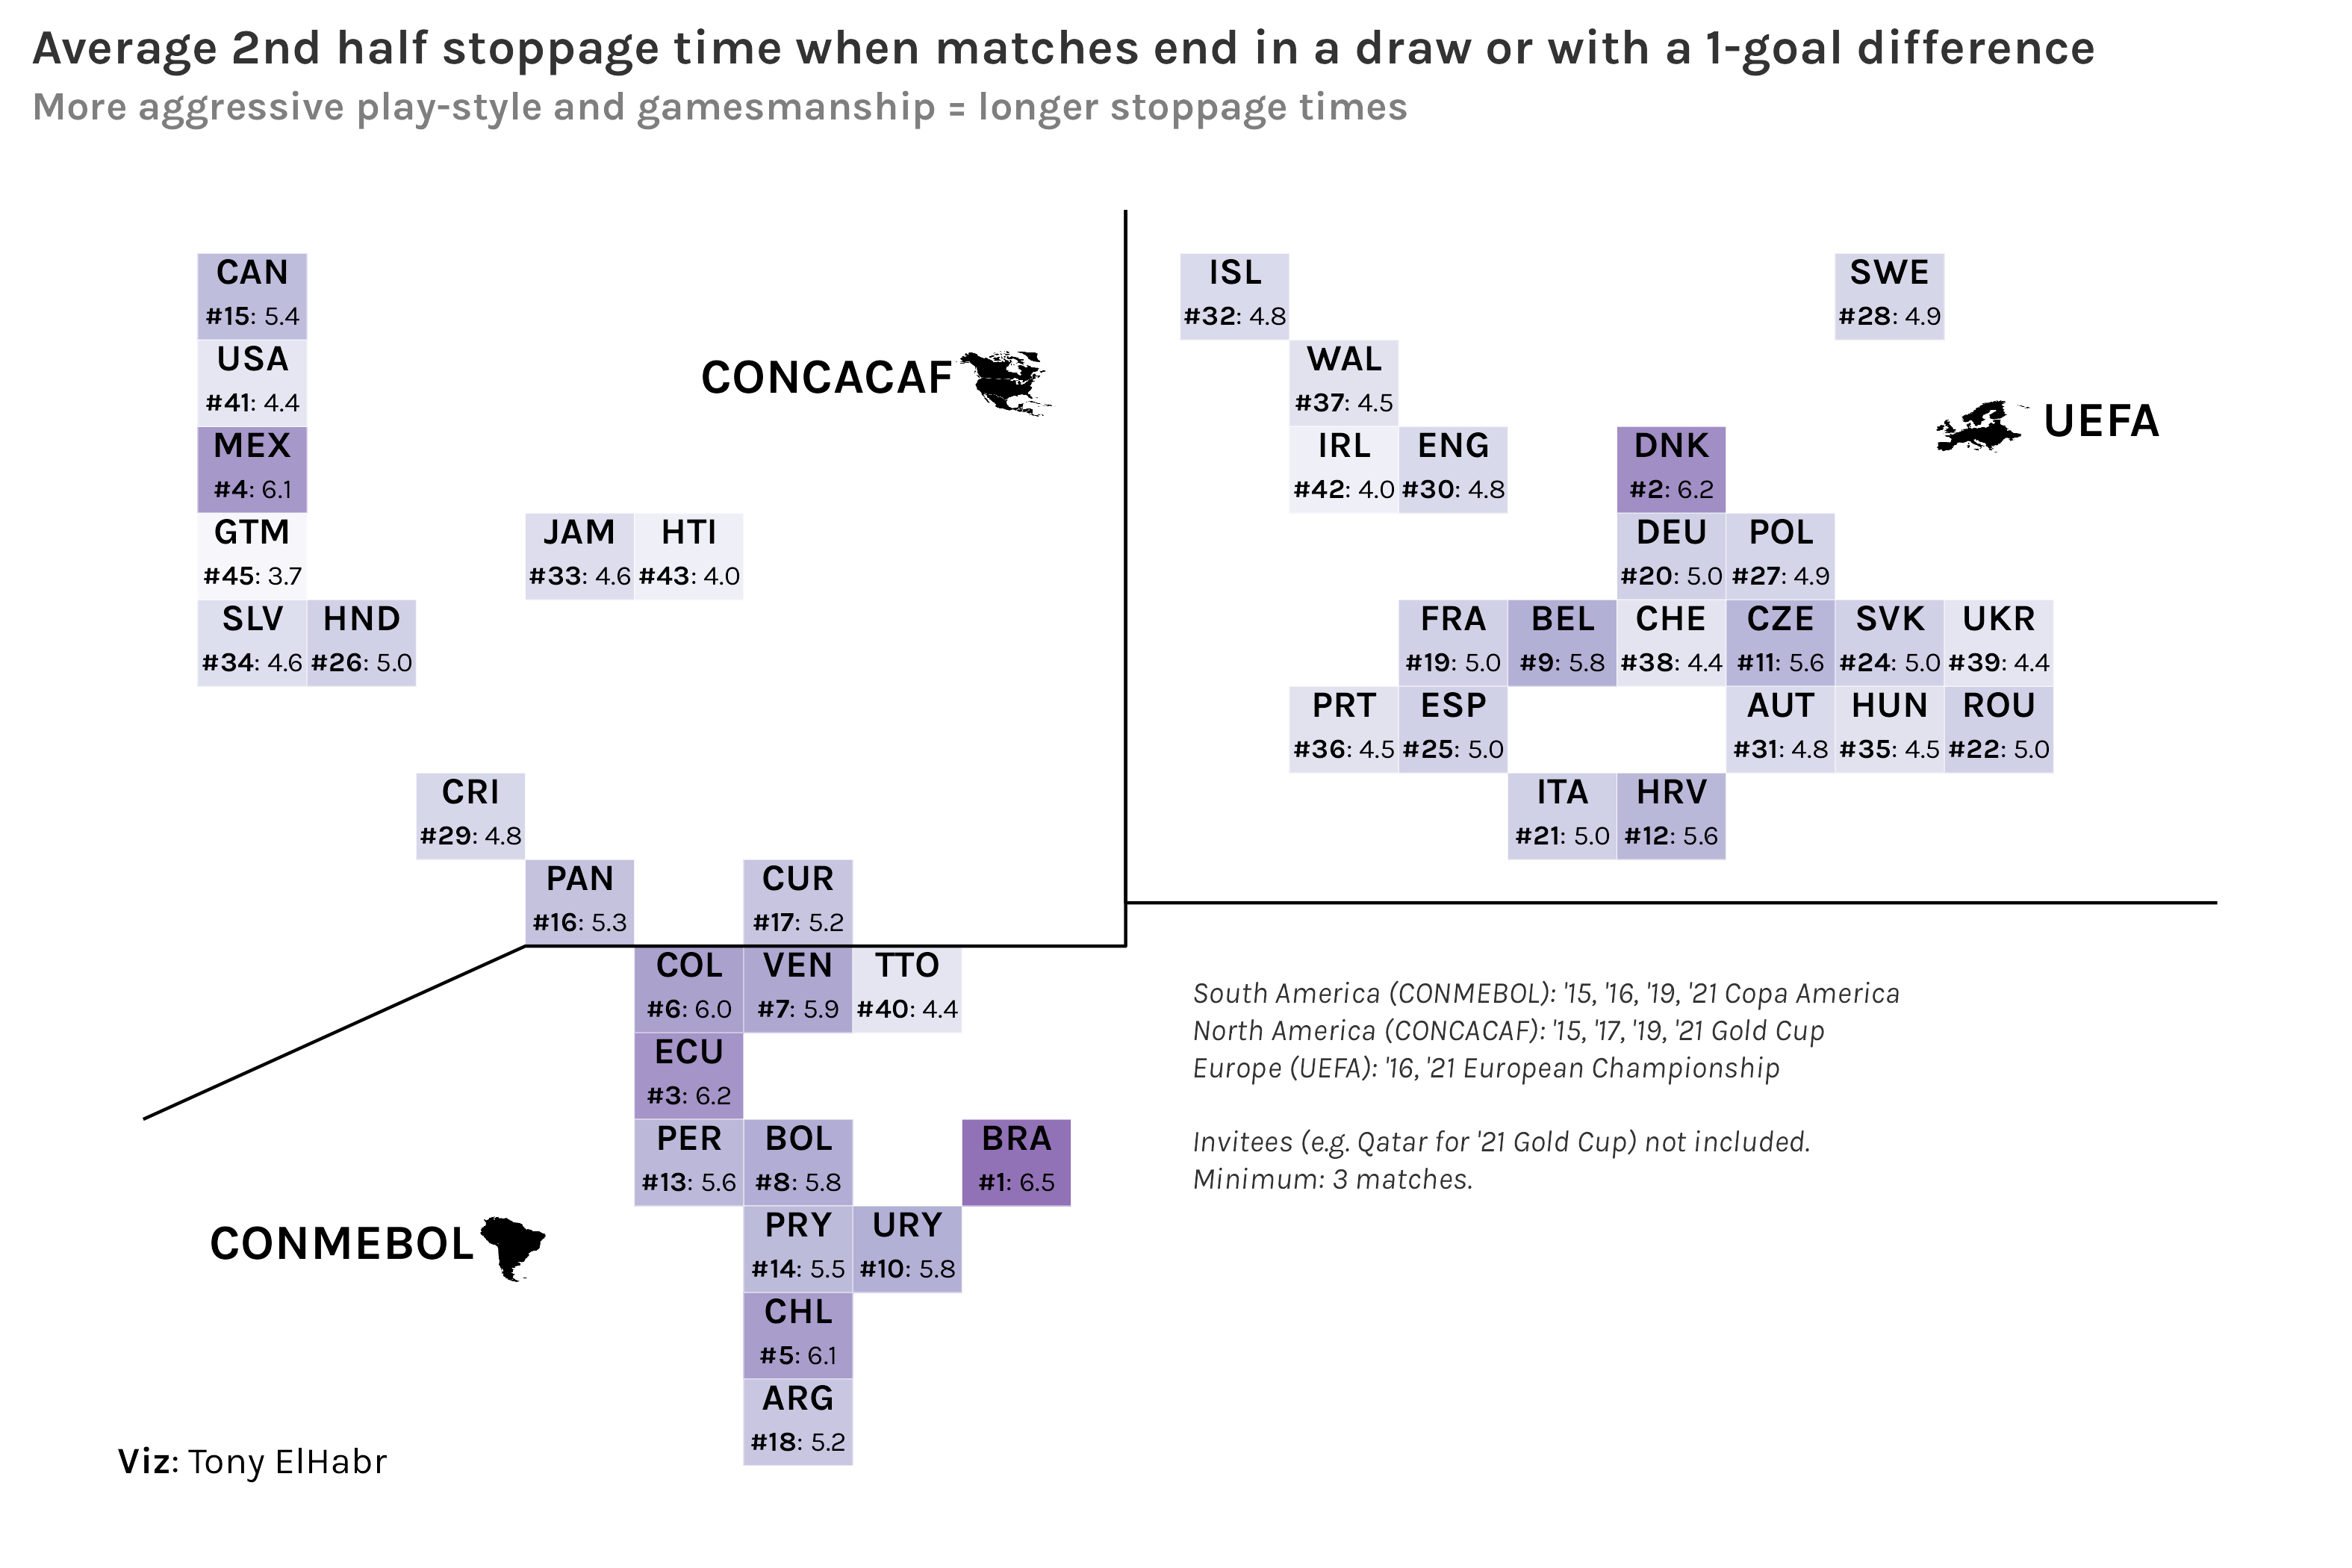 Average 2nd half stoppage time when matches end in a draw or with a 1-goal difference
More aggressive play-style and gamesmanship = longer stoppage times
CAN
#15: 5.4
USA
#41: 4.4
MEX
#4: 6.1
GTM
#45: 3.7
SLV
#34: 4.6
HND
#26: 5.0
JAM
#33: 4.6
HTI
#43: 4.0
CONCACAF
CRI
#29: 4.8
PAN
#16: 5.3
CUR
#17: 5.2
ISL
#32: 4.8
SWE
#28: 4.9
WAL
#37: 4.5
IRL
#42: 4.0
ENG
#30: 4.8
DNK
#2: 6.2
UEFA
DEU
#20: 5.0
POL
#27: 4.9
FRA
#19: 5.0
BEL
#9: 5.8
CHE
#38: 4.4
CZE
#11: 5.6
SVK
#24: 5.0
UKR
#39: 4.4
PRT
#36: 4.5
ESP
#25: 5.0
AUT
#31: 4.8
HUN
#35: 4.5
ROU
#22: 5.0
ITA
#21: 5.0
HRV
#12: 5.6
COL
#6: 6.0
VEN
#7: 5.9
TTO
#40: 4.4
ECU
#3: 6.2
PER
#13: 5.6
BOL
#8: 5.8
BRA
#1: 6.5
CONMEBOL
PRY
#14: 5.5
URY
#10: 5.8
CHL
#5: 6.1
ARG
#18: 5.2
South America (CONMEBOL): '15, '16, '19, '21 Copa America
North America (CONCACAF): '15, '17, '19, '21 Gold Cup
Europe (UEFA): '16, '21 European Championship
Invitees (e.g. Qatar for '21 Gold Cup) not included.
Minimum: 3 matches.
Viz: Tony ElHabr